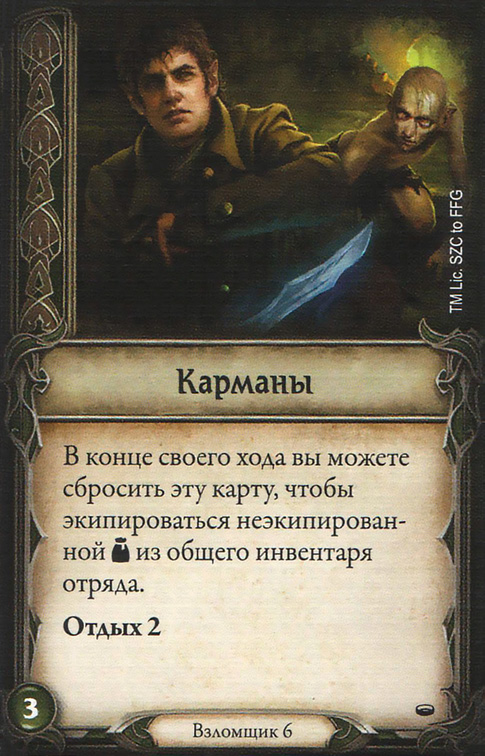 TM Lic. SZC to FFG
Карманы
В конце своего хода вы можете
сбросить эту карту, чтобы
экипироваться неэкипирован-
ной из общего инвентаря
отряда.
Отдых 2
3
Взломщик 6